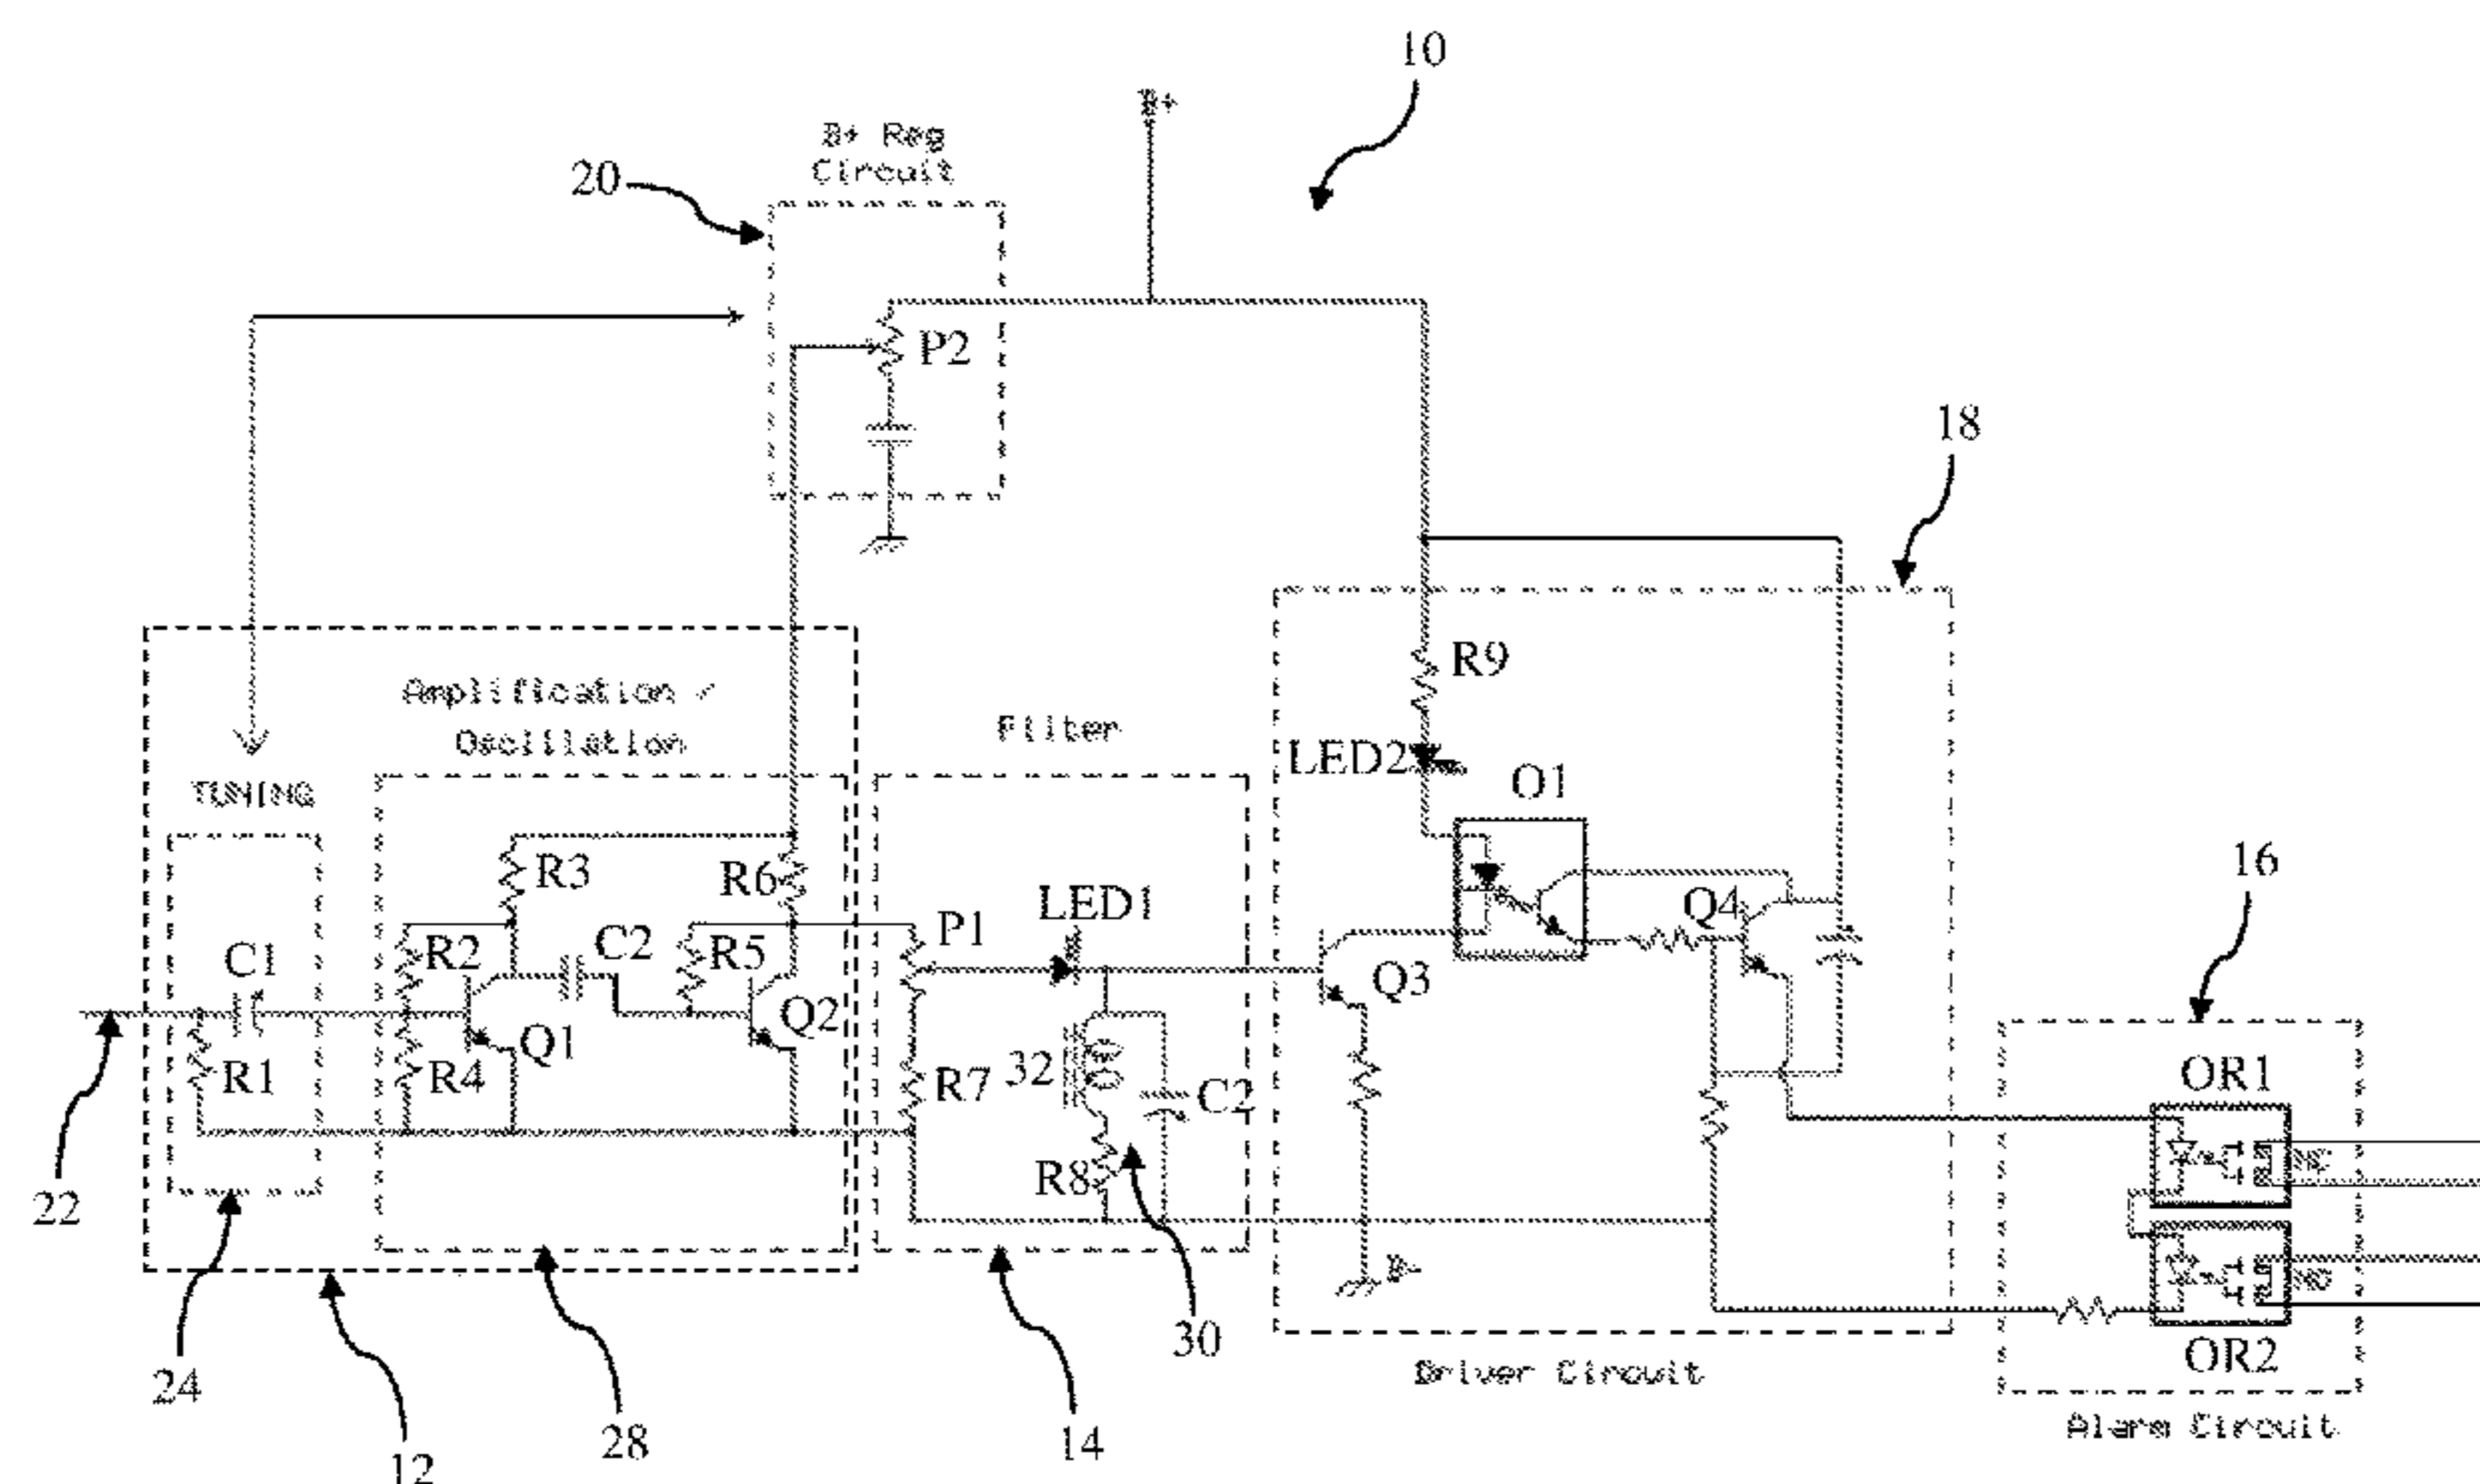 10
B+
B+ Reg
Circuit
20
P2
18
Amplification /
Oscillation
Filter
R9
LED2
TUNING
O1
16
R3
R6
LED1
Q4
C1
R2
C2
R5
P1
Q3
Q1
Q2
R1
R4
R7
32
C2
OR1
NC
22
R8
B-
NO
24
30
Driver Circuit
OR2
28
14
Alarm Circuit
12